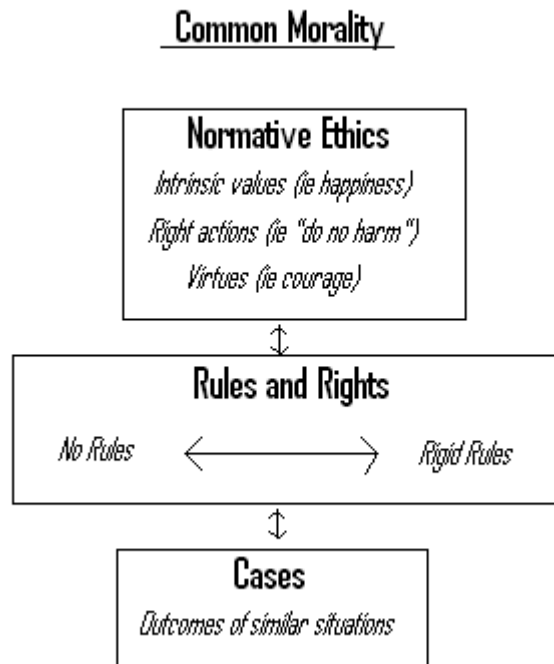 Common Morality
Normative Ethics
Intrinsic values (ie happiness)
Right actions (ie "do no harm")
Virtues (ie courage)
Rules and Rights
No Rules
Rigid Rules
Cases
Outcomes of similar situations